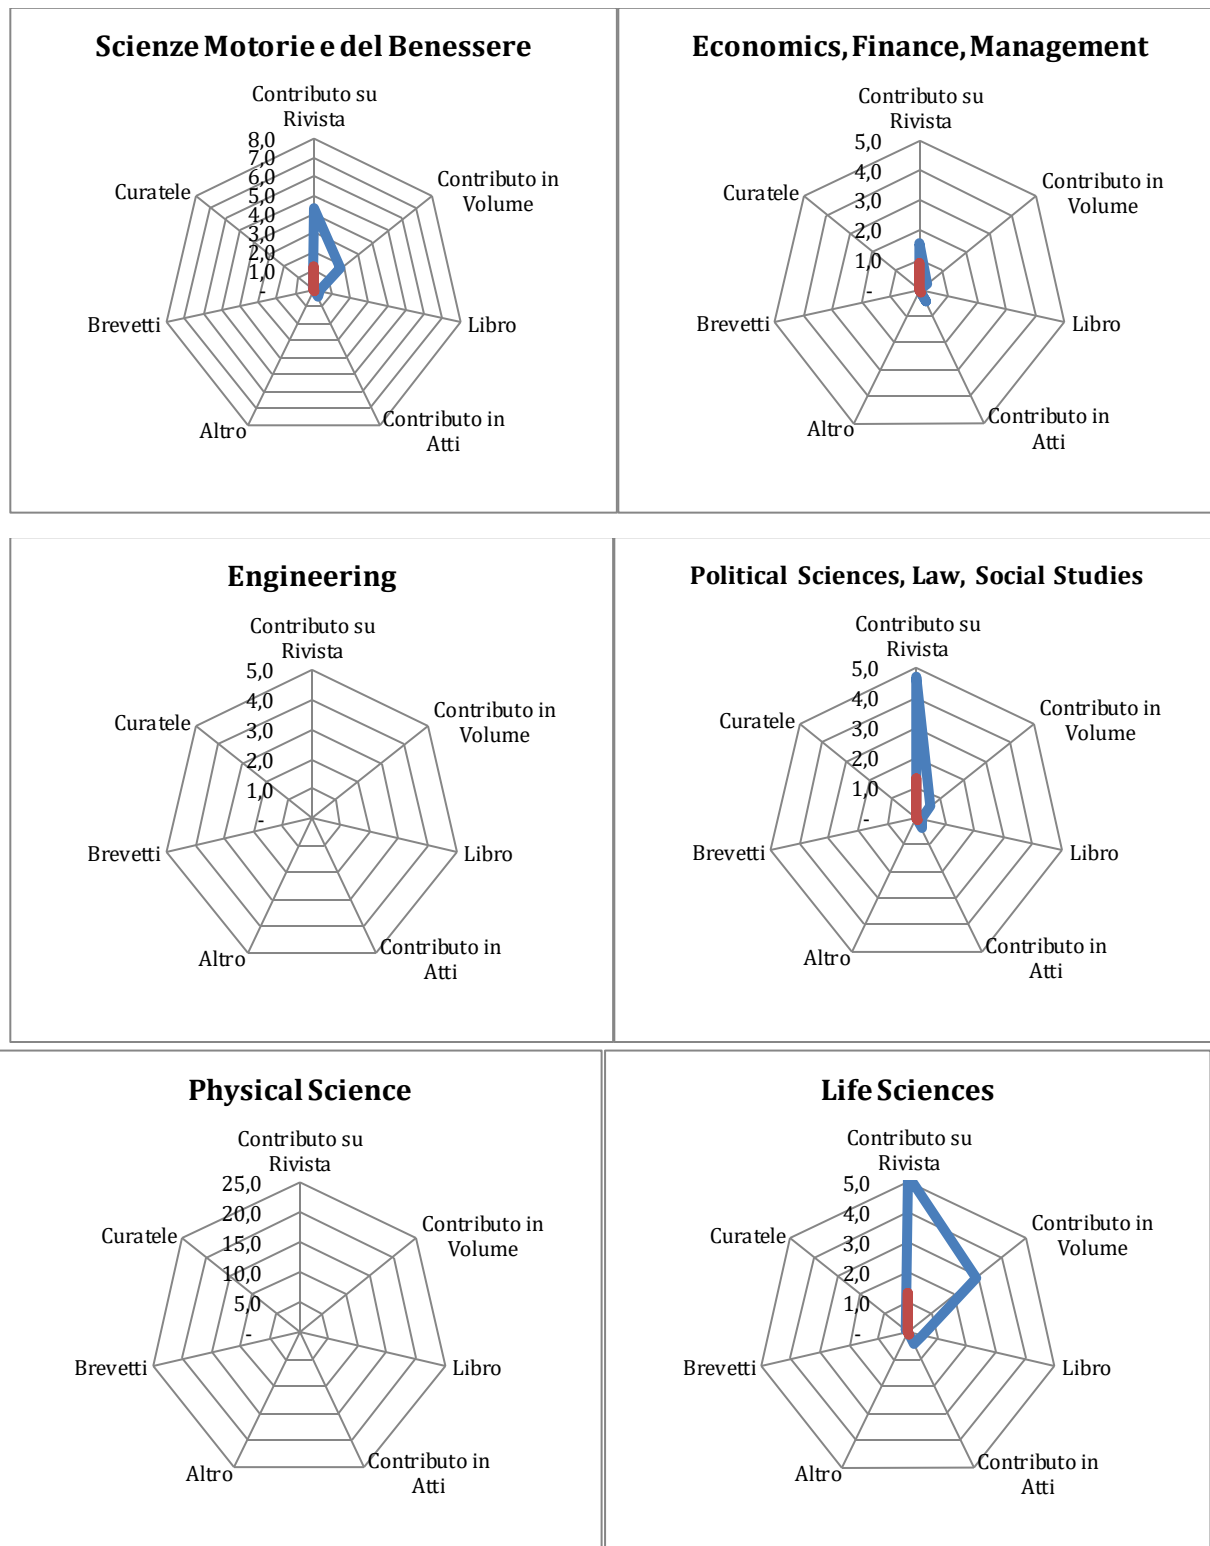 Scienze Motorie e del Benessere
Contributo su
Rivista
8,0
7,0
6,0
5,0
4,0
3,0
2,0
1,0
-
Contributo in
Volume
Libro
Contributo in
Atti
Altro
Brevetti
Curatele
Economics, Finance, Management
Contributo su
Rivista
5,0
4,0
3,0
2,0
1,0
-
Contributo in
Volume
Libro
Contributo in
Atti
Altro
Brevetti
Curatele
Engineering
Contributo su
Rivista
5,0
4,0
3,0
2,0
1,0
-
Contributo in
Volume
Libro
Contributo in
Atti
Altro
Brevetti
Curatele
Political Sciences, Law, Social Studies
Contributo su
Rivista
5,0
4,0
3,0
2,0
1,0
-
Contributo in
Volume
Libro
Contributo in
Atti
Altro
Brevetti
Curatele
Physical Science
Contributo su
Rivista
25,0
20,0
15,0
10,0
5,0
-
Contributo in
Volume
Libro
Contributo in
Atti
Altro
Brevetti
Curatele
Life Sciences
Contributo su
Rivista
5,0
4,0
3,0
2,0
1,0
-
Contributo in
Volume
Libro
Contributo in
Atti
Altro
Brevetti
Curatele